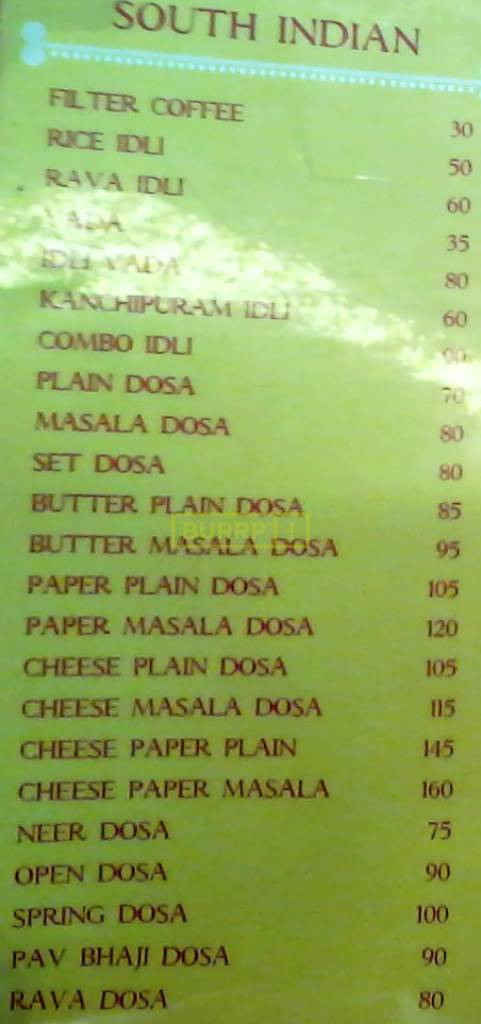 SOUTH INDIAN
FILTER COFFEE 30
RICE IDLI 50
RAVA IDLI 60
VADA 35
IDLI VADA 80
KANCHIPURAM IDLI 60
COMBO IDLI 90
PLAIN DOSA 70
MASALA DOSA 80
SET DOSA 80
BUTTER PLAIN DOSA 85
BURRP!
BUTTER MASALA DOSA 95
PAPER PLAIN DOSA 105
PAPER MASALA DOSA 120
CHEESE PLAIN DOSA 105
CHEESE MASALA DOSA 115
CHEESE PAPER PLAIN 145
CHEESE PAPER MASALA 160
NEER DOSA 75
OPEN DOSA 90
SPRING DOSA 100
PAV BHAJI DOSA 90
RAVA DOSA 80